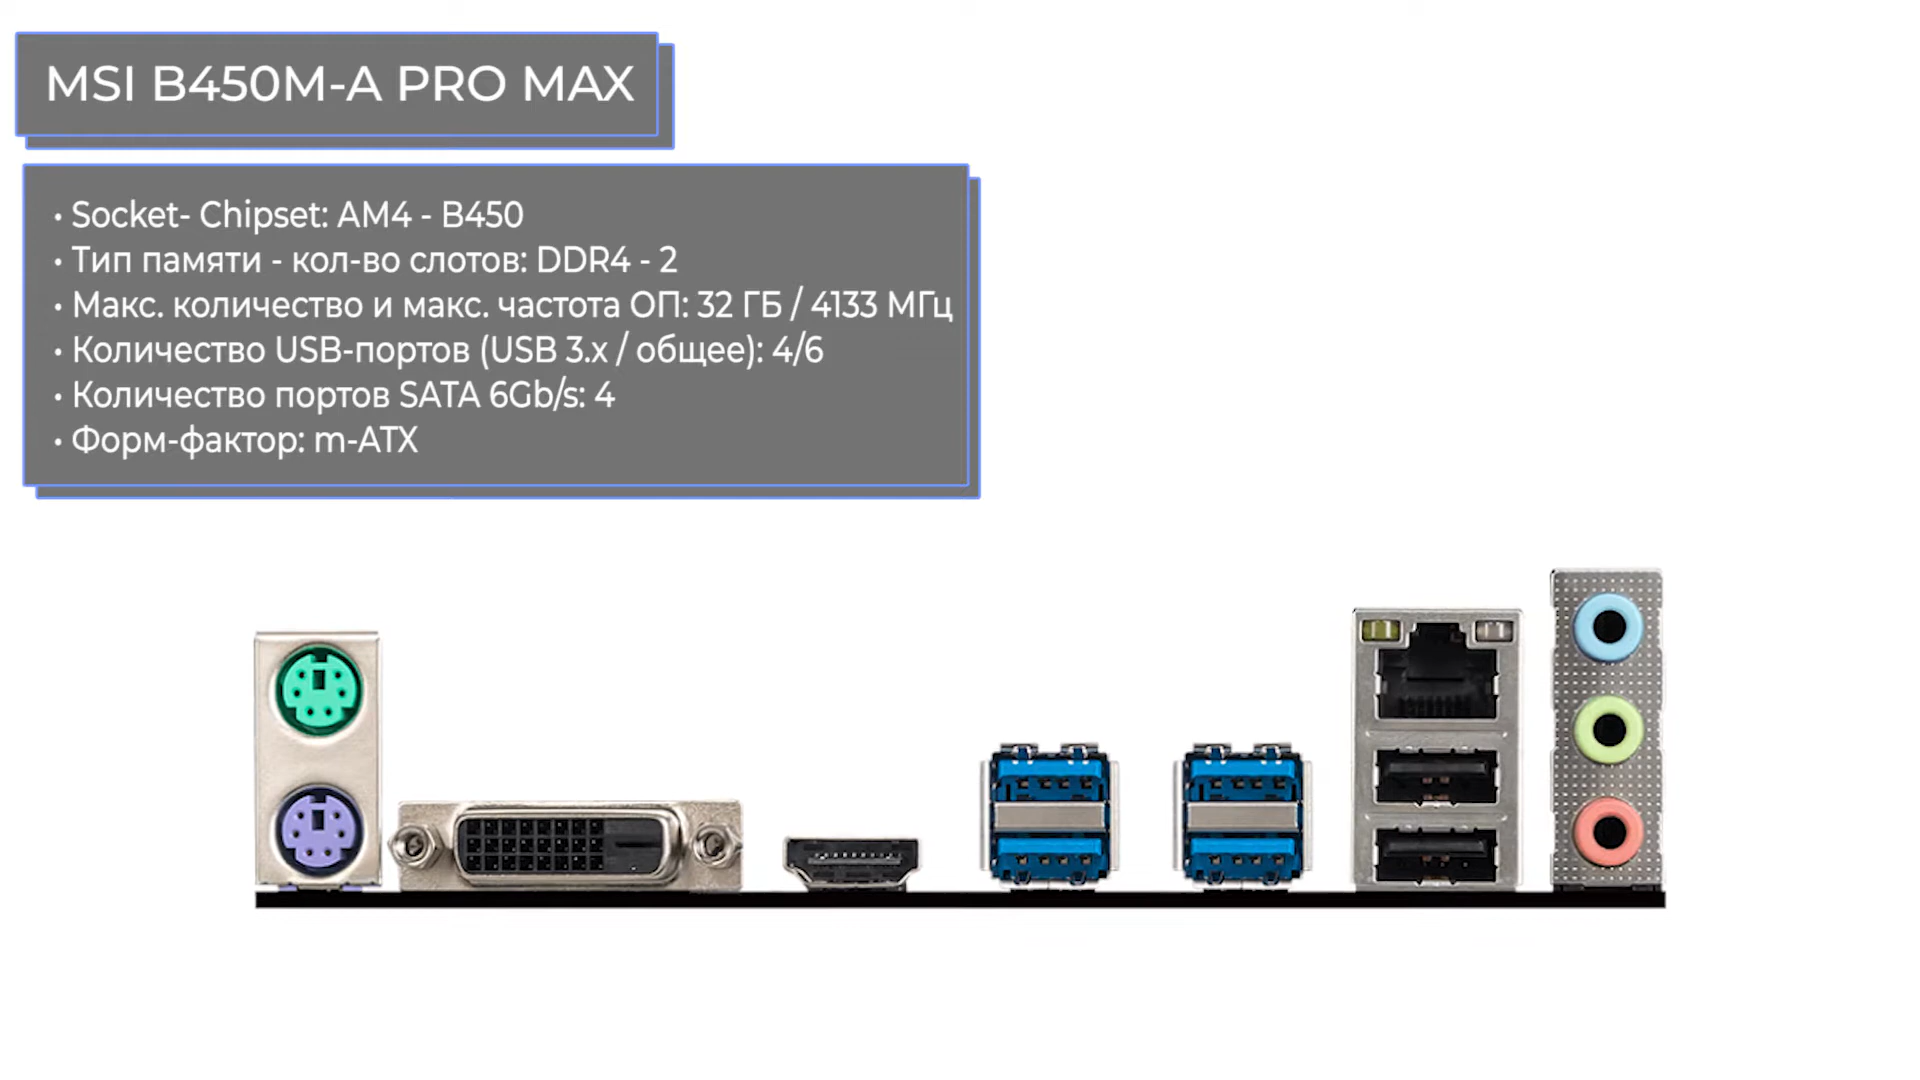 MSI B450M-A PRO MAX
• Socket- Chipset: AM4 - B450
• Тип памяти - кол-во слотов: DDR4 - 2
• Макс. количество и макс. частота ОП: 32 ГБ / 4133 МГц
• Количество USB-портов (USB 3.x / общее): 4/6
• Количество портов SATA 6Gb/s: 4
• Форм-фактор: m-ATX